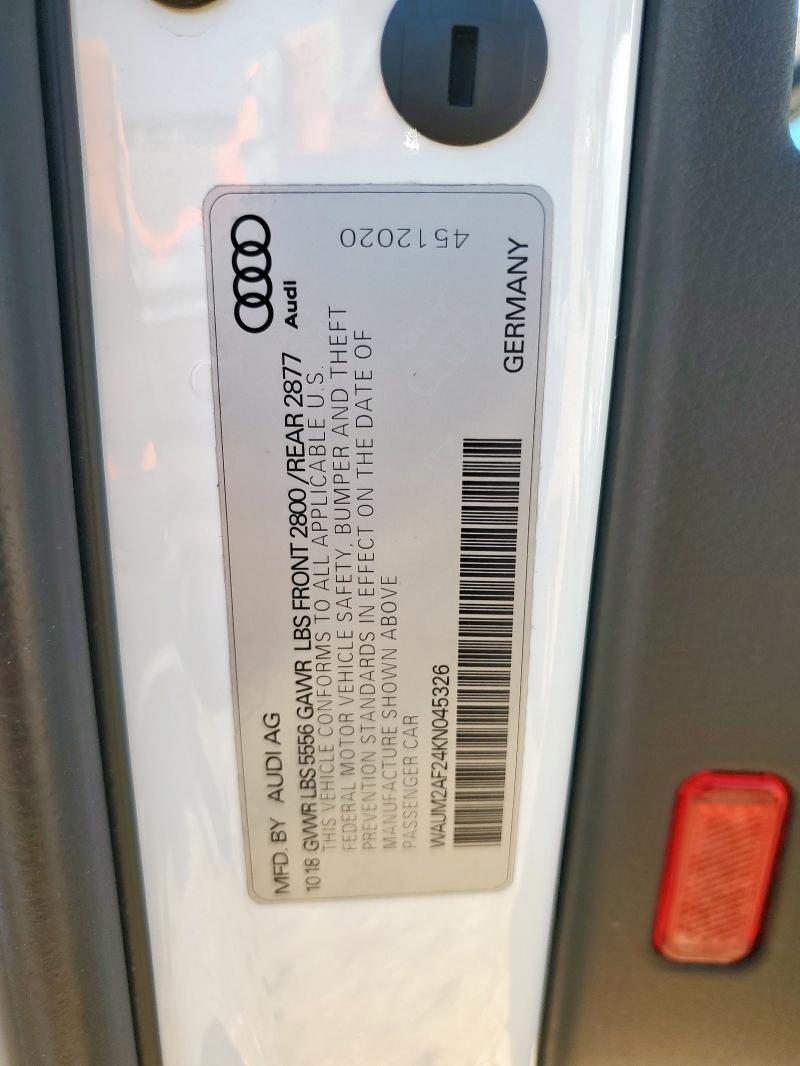 MFD. BY AUDI AG
10 18 GVWR LBS 5556 GAWR LBS FRONT 2800 /REAR 2877
THIS VEHICLE CONFORMS TO ALL APPLICABLE U.S.
FEDERAL MOTOR VEHICLE SAFETY, BUMPER AND THEFT
PREVENTION STANDARDS IN EFFECT ON THE DATE OF
MANUFACTURE SHOWN ABOVE
PASSENGER CAR
WAUM2AF24KN045326
Audi
4512020
GERMANY